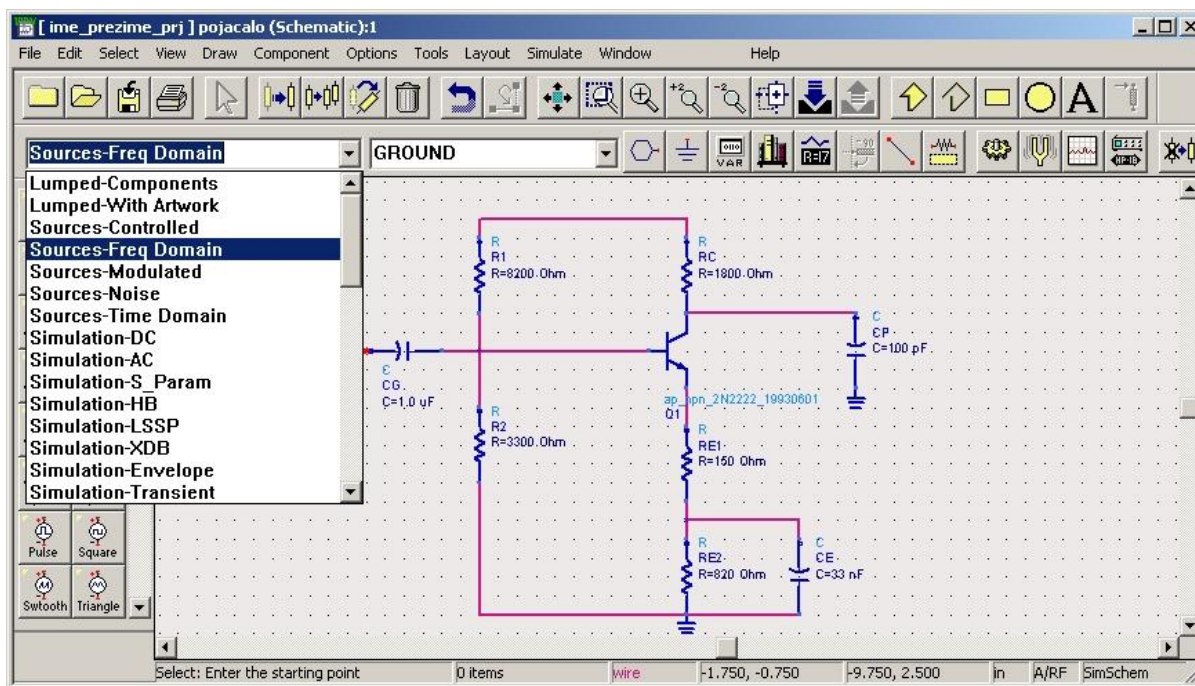 [ ime_prezime_prj ] pojacalo (Schematic):1
File Edit Select View Draw Component Options Tools Layout Simulate Window Help
+2 -2 A
Sources-Freq Domain GROUND VAR
Lumped-Components
Lumped-With Artwork
Sources-Controlled
Sources-Freq Domain
Sources-Modulated
Sources-Noise
Sources-Time Domain
Simulation-DC
Simulation-AC
Simulation-S_Param
Simulation-HB
Simulation-LSSP
Simulation-XDB
Simulation-Envelope
Simulation-Transient
Pulse Square
Swtooth Triangle
R
R1
R=8200.Ohm
R
RC
R=1800.Ohm
C
CP
C=100 pF
C
CG
C=1.0 uF
ap_npn_2N2222_19930601
Q1
R
R2
R=3300.Ohm
R
RE1
R=150 Ohm
R
RE2
R=820 Ohm
C
CE
C=33 nF
Select: Enter the starting point 0 items wire -1.750, -0.750 -9.750, 2.500 in A/RF SimSchem